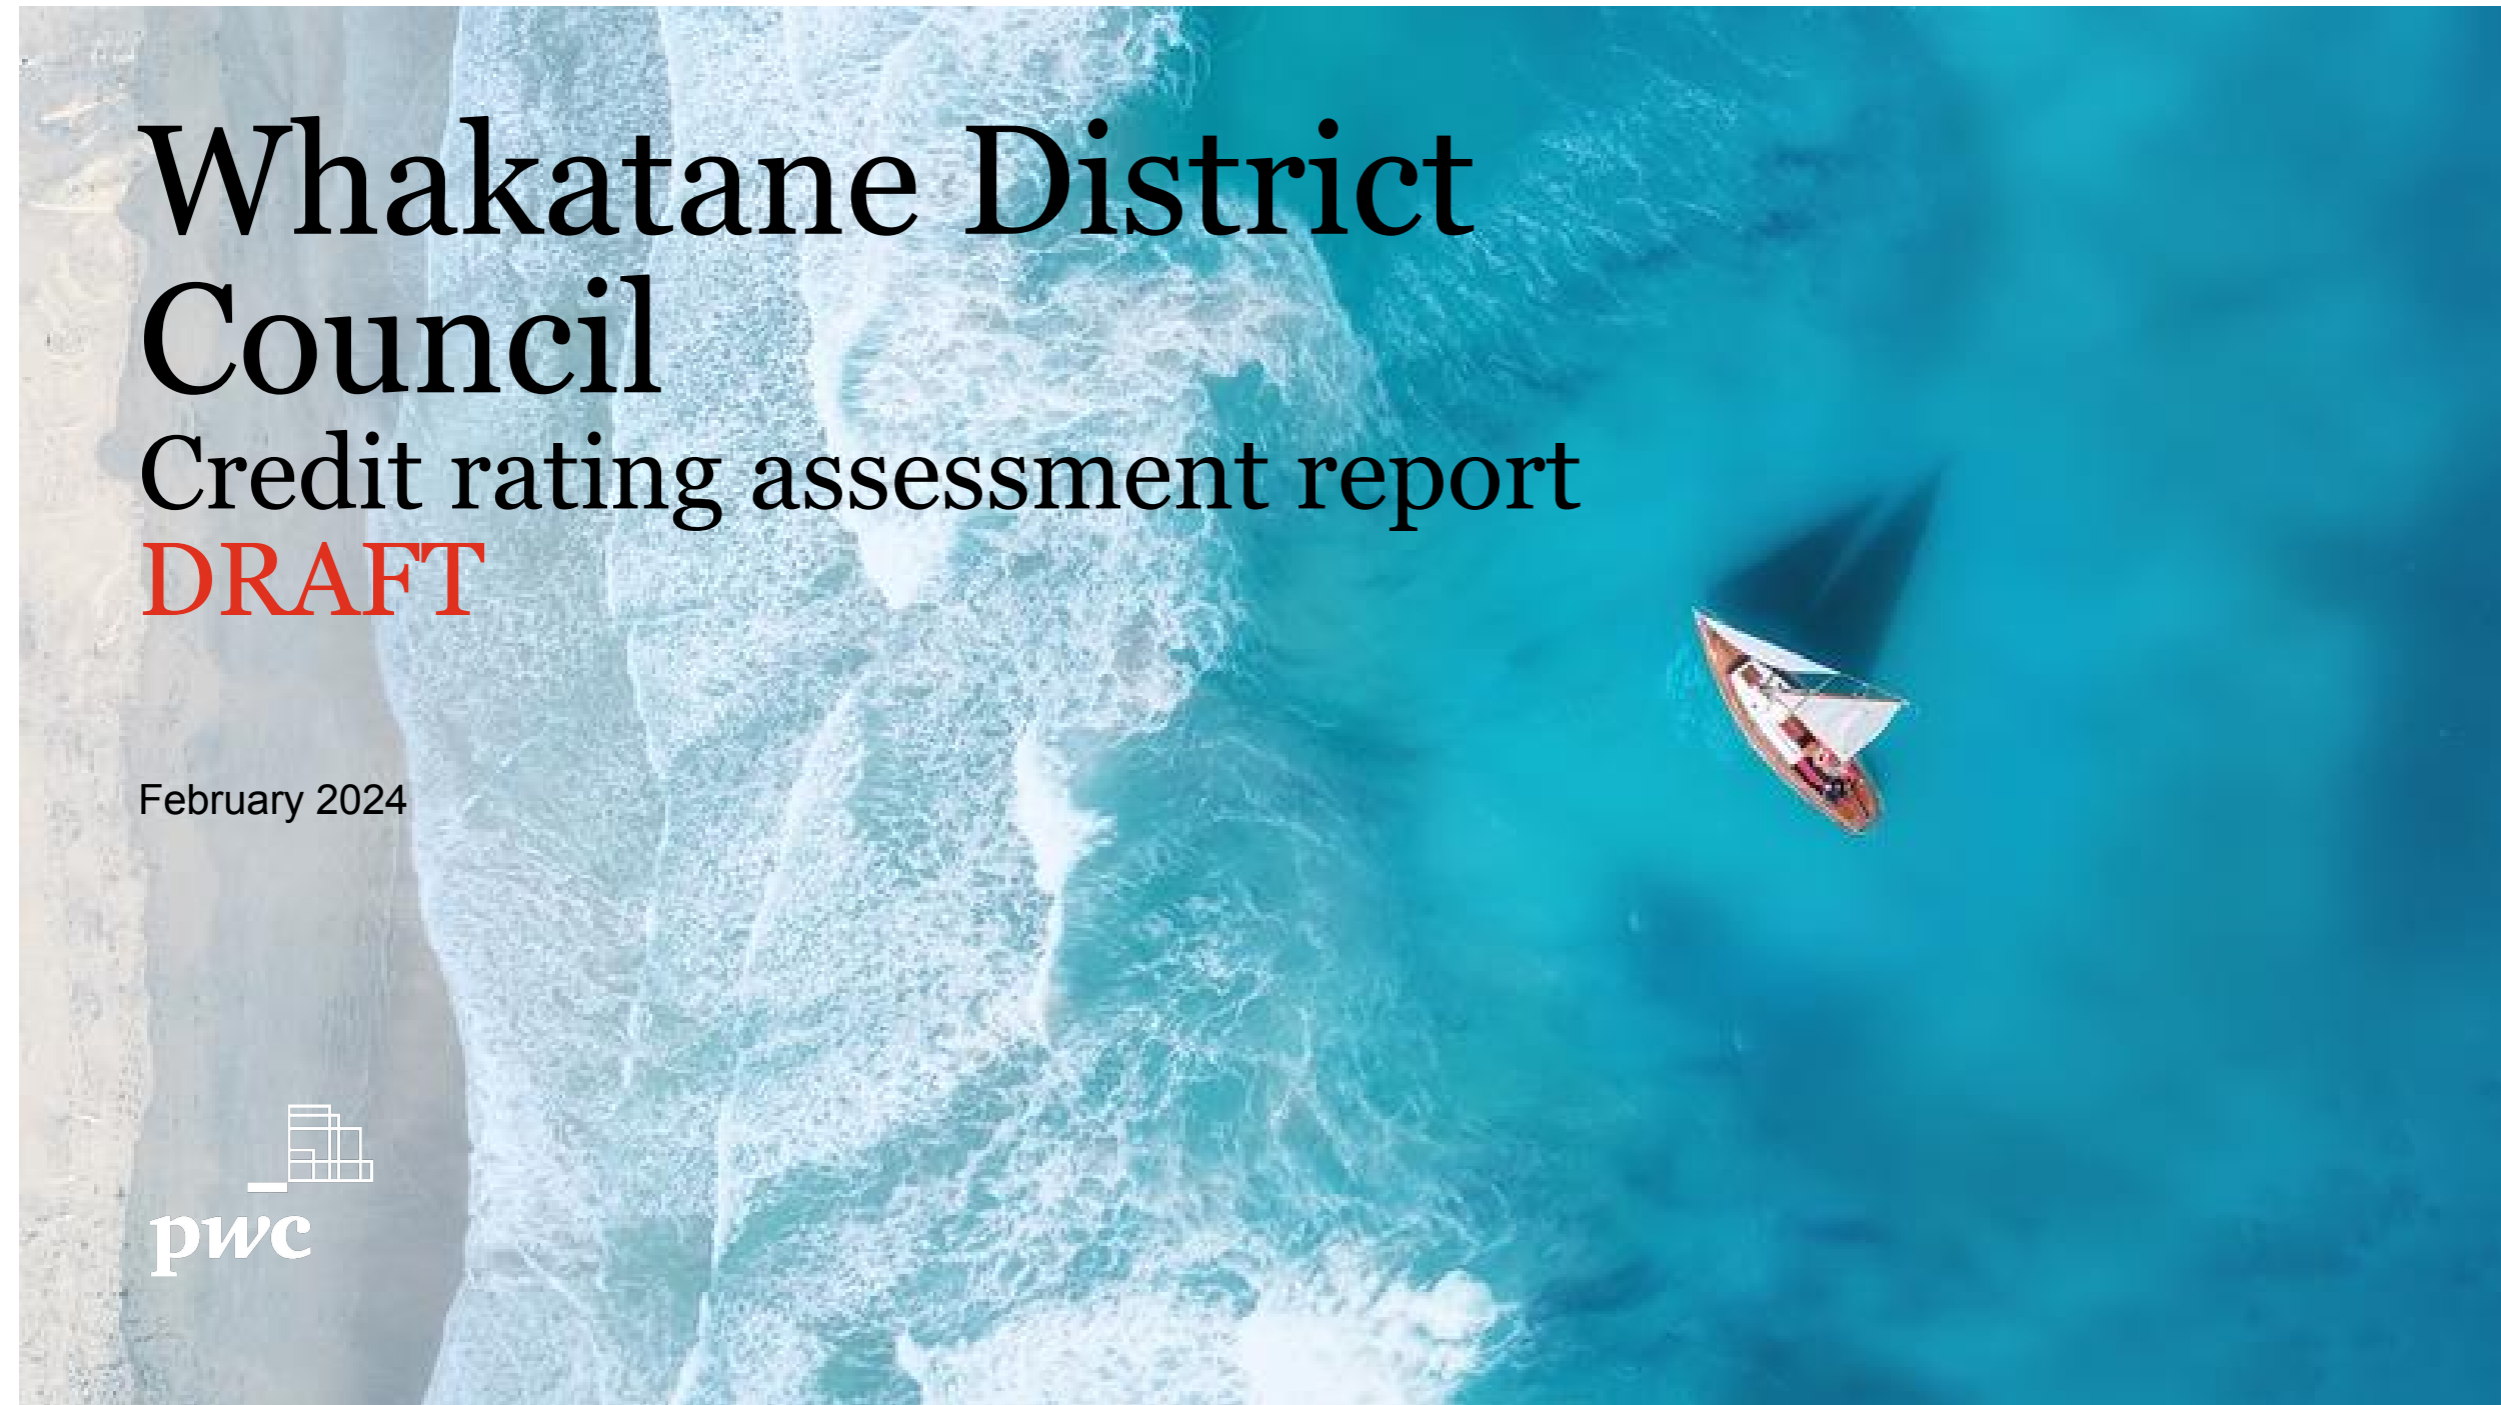 Whakatane District
Council
Credit rating assessment report
DRAFT
February 2024
pwc